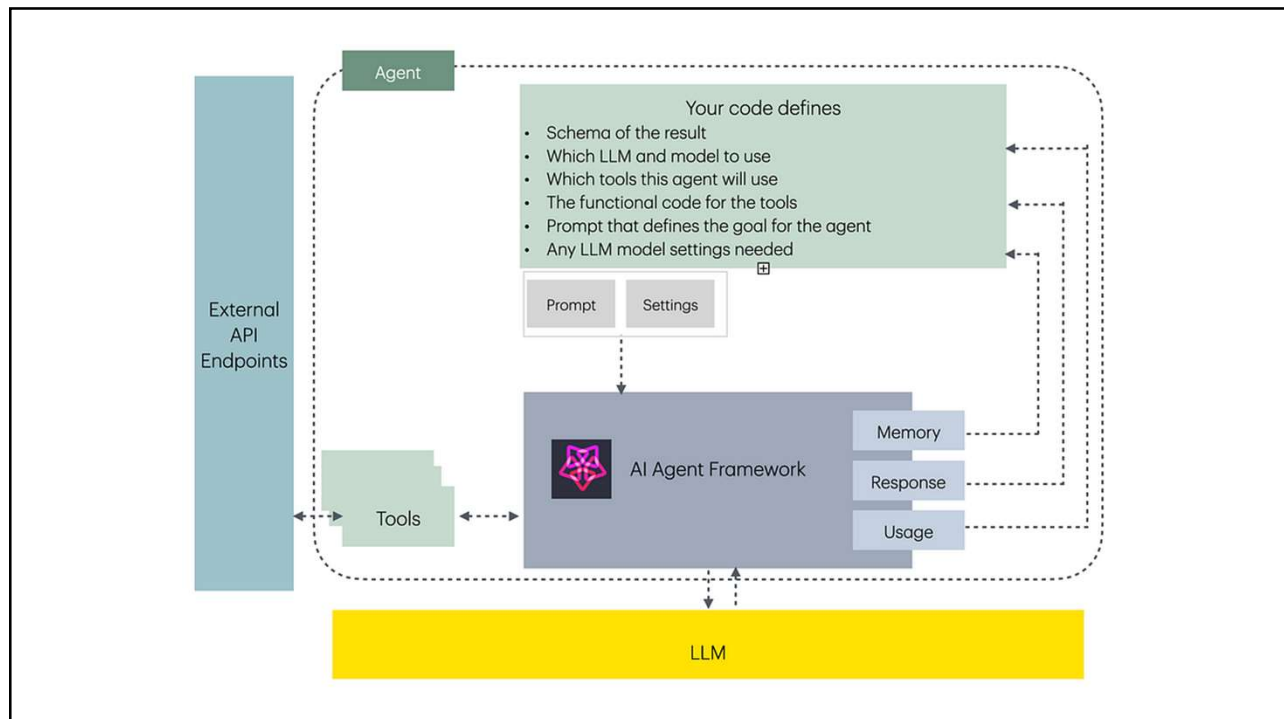 Agent
Your code defines
• Schema of the result
• Which LLM and model to use
• Which tools this agent will use
• The functional code for the tools
• Prompt that defines the goal for the agent
• Any LLM model settings needed
Prompt
Settings
External
API
Endpoints
AI Agent Framework
Memory
Response
Usage
Tools
LLM